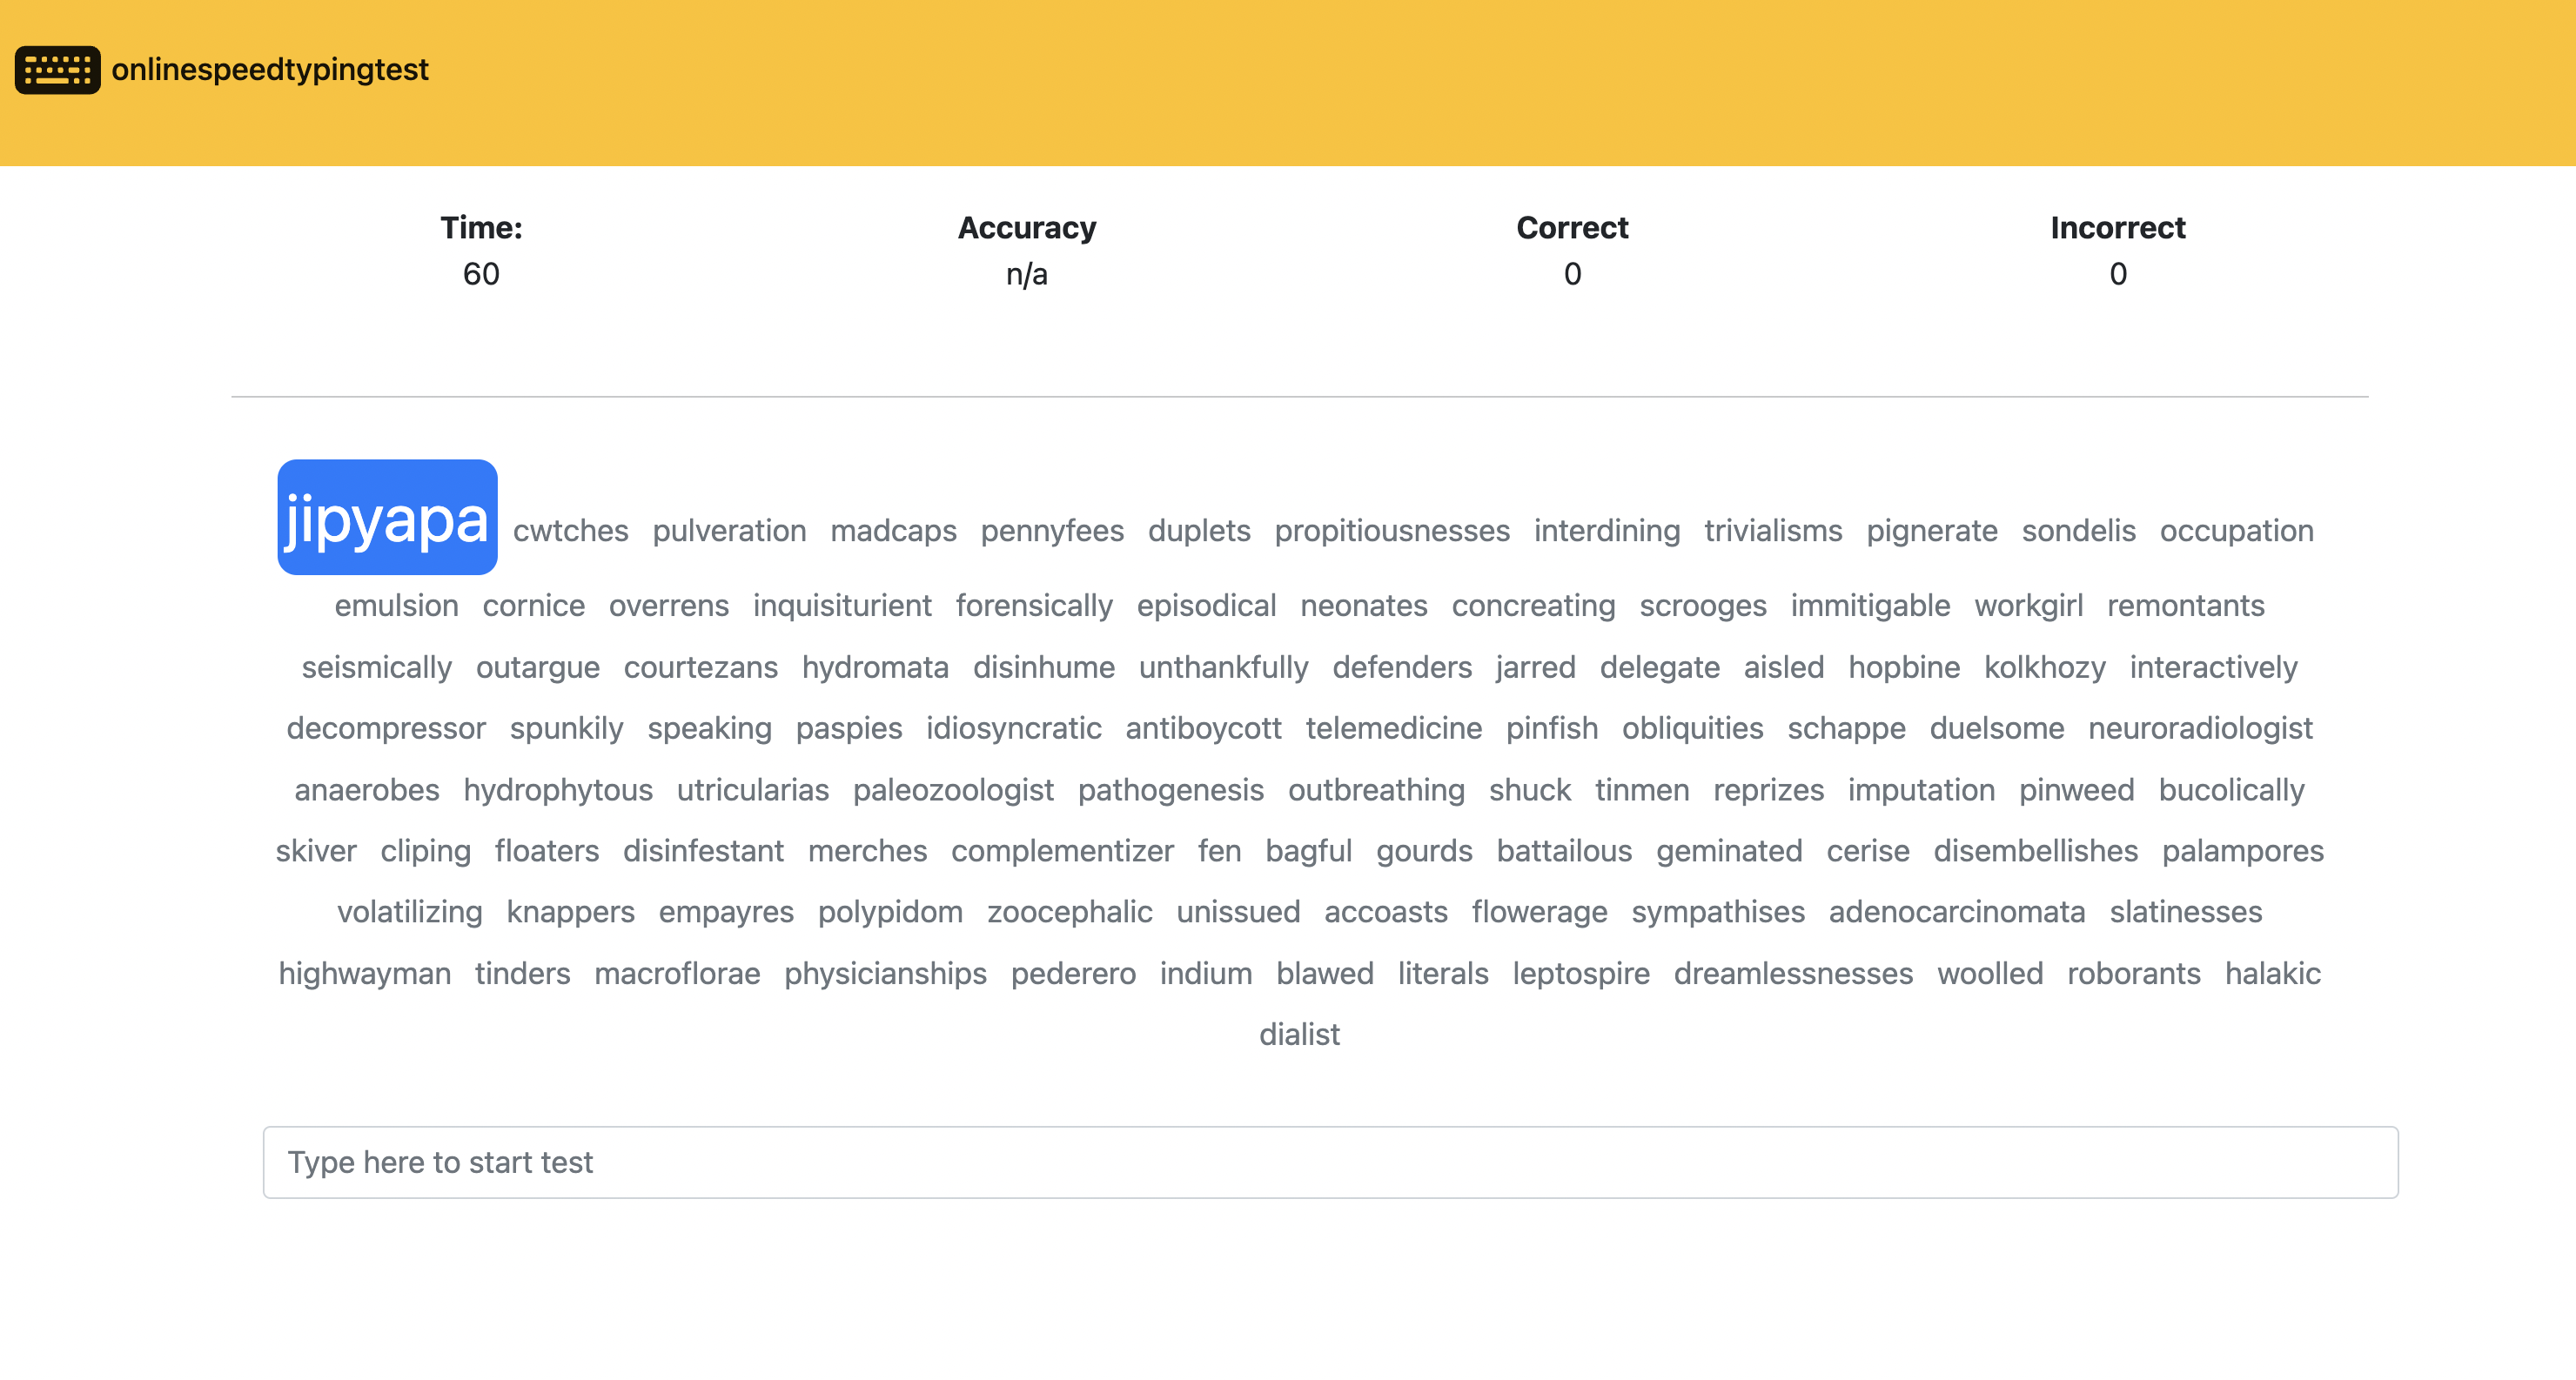 onlinespeedtypingtest
Time: Accuracy Correct Incorrect
60 n/a 0 0
jipyapa cwtches pulveration madcaps pennyfees duplets propitiousnesses interdining trivialisms pignerate sondelis occupation
emulsion cornice overrens inquisiturient forensically episodical neonates concreating scrooges immitigable workgirl remontants
seismically outargue courtezans hydromata disinhume unthankfully defenders jarred delegate aisled hopbine kolkhozy interactively
decompressor spunkily speaking paspies idiosyncratic antiboycott telemedicine pinfish obliquities schappe duelsome neuroradiologist
anaerobes hydrophytous utricularias paleozoologist pathogenesis outbreathing shuck tinmen reprizes imputation pinweed bucolically
skiver cliping floaters disinfestant merches complementizer fen bagful gourds battailous geminated cerise disembellishes palampores
volatilizing knappers empayres polypidom zoocephalic unissued accoasts flowerage sympathises adenocarcinomata slatinesses
highwayman tinders macroflorae physicianships pederero indium blawed literals leptospire dreamlessnesses woolled roborants halakic
dialist
Type here to start test